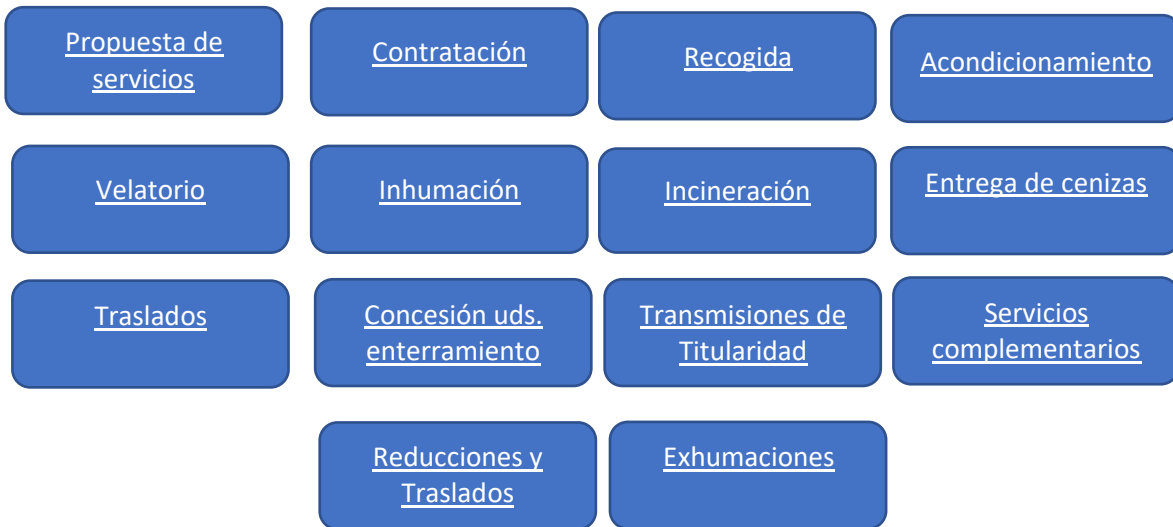 Propuesta de
servicios
Contratación
Recogida
Acondicionamiento
Velatorio
Inhumación
Incineración
Entrega de cenizas
Traslados
Concesión uds.
enterramiento
Transmisiones de
Titularidad
Servicios
complementarios
Reducciones y
Traslados
Exhumaciones